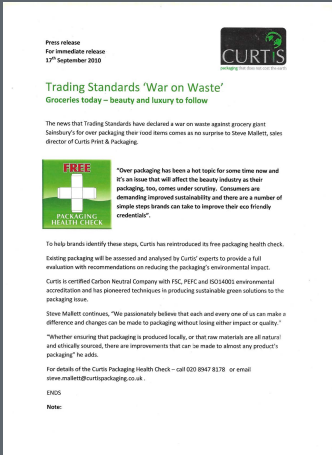 Press release
For immediate release
17th September 2010
CURTIS
packaging that does not cost the earth
Trading Standards ‘War on Waste’
Groceries today – beauty and luxury to follow
The news that Trading Standards have declared a war on waste against grocery giant
Sainsbury's for over packaging their food items comes as no surprise to Steve Mallett, sales
director of Curtis Print & Packaging.
FREE
PACKAGING
HEALTH CHECK
“Over packaging has been a hot topic for some time now and
it's an issue that will affect the beauty industry as their
packaging, too, comes under scrutiny. Consumers are
demanding improved sustainability and there are a number of
simple steps brands can take to improve their eco friendly
credentials”.
To help brands identify these steps, Curtis has reintroduced its free packaging health check.
Existing packaging will be assessed and analysed by Curtis' experts to provide a full
evaluation with recommendations on reducing the packaging's environmental impact.
Curtis is certified Carbon Neutral Company with FSC, PEFC and ISO14001 environmental
accreditation and has pioneered techniques in producing sustainable green solutions to the
packaging issue.
Steve Mallett continues, “We passionately believe that each and every one of us can make a
difference and changes can be made to packaging without losing either impact or quality.”
“Whether ensuring that packaging is produced locally, or that raw materials are all natural
and ethically sourced, there are improvements that can be made to almost any product's
packaging” he adds.
For details of the Curtis Packaging Health Check – call 020 8947 8178 or email
steve.mallett@curtispackaging.co.uk .
ENDS
Note: